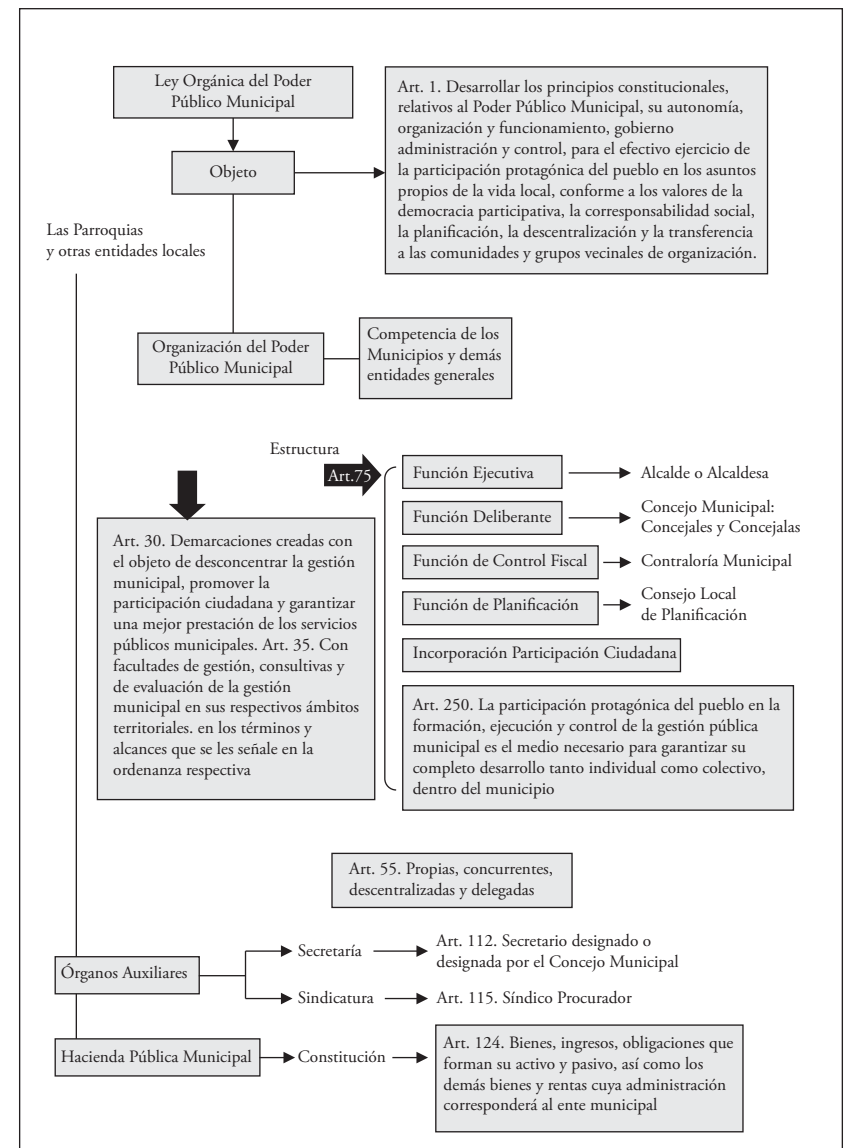 Ley Orgánica del Poder
Público Municipal
Art. 1. Desarrollar los principios constitucionales,
relativos al Poder Público Municipal, su autonomía,
organización y funcionamiento, gobierno
administración y control, para el efectivo ejercicio de
la participación protagónica del pueblo en los asuntos
propios de la vida local, conforme a los valores de la
democracia participativa, la corresponsabilidad social,
la planificación, la descentralización y la transferencia
a las comunidades y grupos vecinales de organización.
Objeto
Las Parroquias
y otras entidades locales
Organización del Poder
Público Municipal
Competencia de los
Municipios y demás
entidades generales
Estructura
Art.75
Función Ejecutiva
Alcalde o Alcaldesa
Función Deliberante
Concejo Municipal:
Concejales y Concejalas
Función de Control Fiscal
Contraloría Municipal
Función de Planificación
Consejo Local
de Planificación
Incorporación Participación Ciudadana
Art. 250. La participación protagónica del pueblo en la
formación, ejecución y control de la gestión pública
municipal es el medio necesario para garantizar su
completo desarrollo tanto individual como colectivo,
dentro del municipio
Art. 30. Demarcaciones creadas con
el objeto de desconcentrar la gestión
municipal, promover la
participación ciudadana y garantizar
una mejor prestación de los servicios
públicos municipales. Art. 35. Con
facultades de gestión, consultivas y
de evaluación de la gestión
municipal en sus respectivos ámbitos
territoriales. en los términos y
alcances que se les señale en la
ordenanza respectiva
Art. 55. Propias, concurrentes,
descentralizadas y delegadas
Órganos Auxiliares
Secretaría
Art. 112. Secretario designado o
designada por el Concejo Municipal
Sindicatura
Art. 115. Síndico Procurador
Hacienda Pública Municipal
Constitución
Art. 124. Bienes, ingresos, obligaciones que
forman su activo y pasivo, así como los
demás bienes y rentas cuya administración
corresponderá al ente municipal